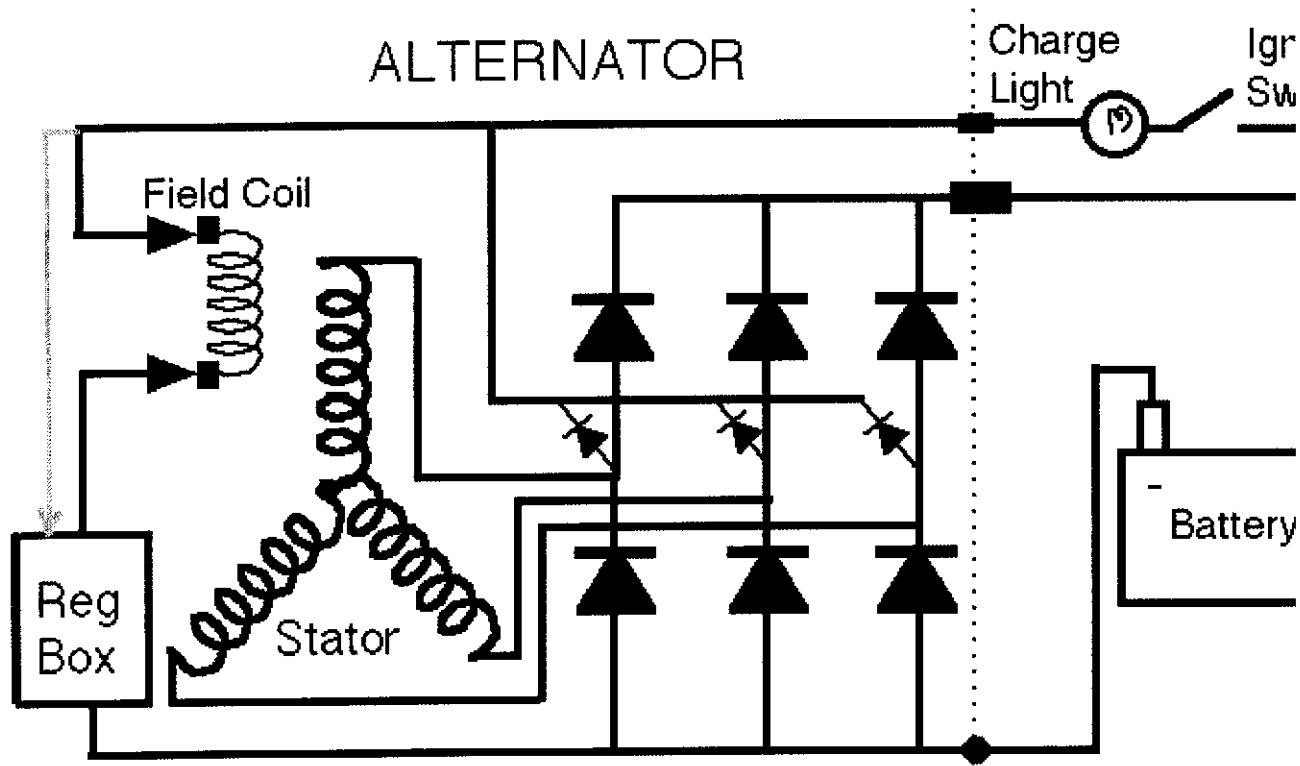 ALTERNATOR
Charge
Light
Field Coil
Stator
Reg
Box
-
Battery